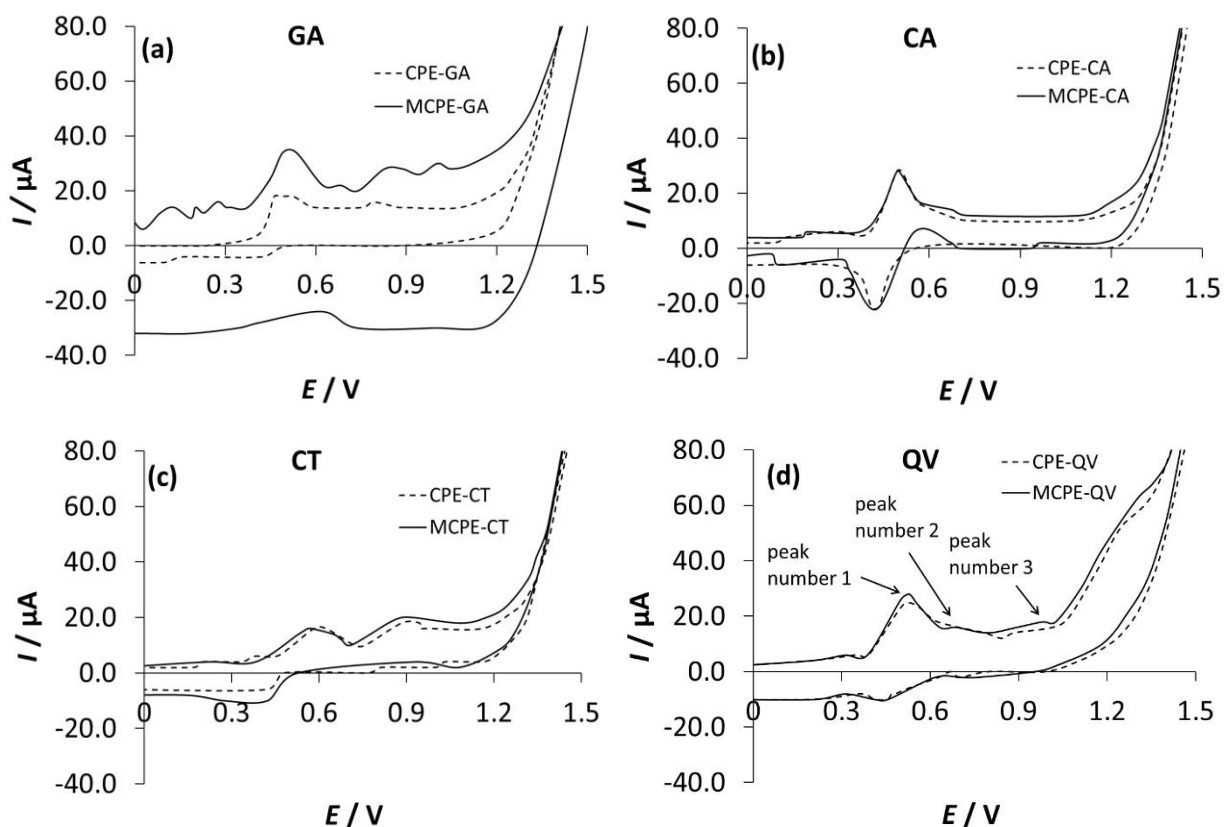 (a)
GA
CPE-GA
MCPE-GA
80.0
60.0
40.0
20.0
0.0
-20.0
-40.0
0 0.3 0.6 0.9 1.2 1.5
I / µA
E / V
(b)
CA
CPE-CA
MCPE-CA
80.0
60.0
40.0
20.0
0.0
-20.0
-40.0
0.0 0.3 0.6 0.9 1.2 1.5
I / µA
E / V
(c)
CT
CPE-CT
MCPE-CT
80.0
60.0
40.0
20.0
0.0
-20.0
-40.0
0 0.3 0.6 0.9 1.2 1.5
I / µA
E / V
(d)
QV
CPE-QV
MCPE-QV
peak
number 1
peak
number 2
peak
number 3
80.0
60.0
40.0
20.0
0.0
-20.0
-40.0
0 0.3 0.6 0.9 1.2 1.5
I / µA
E / V